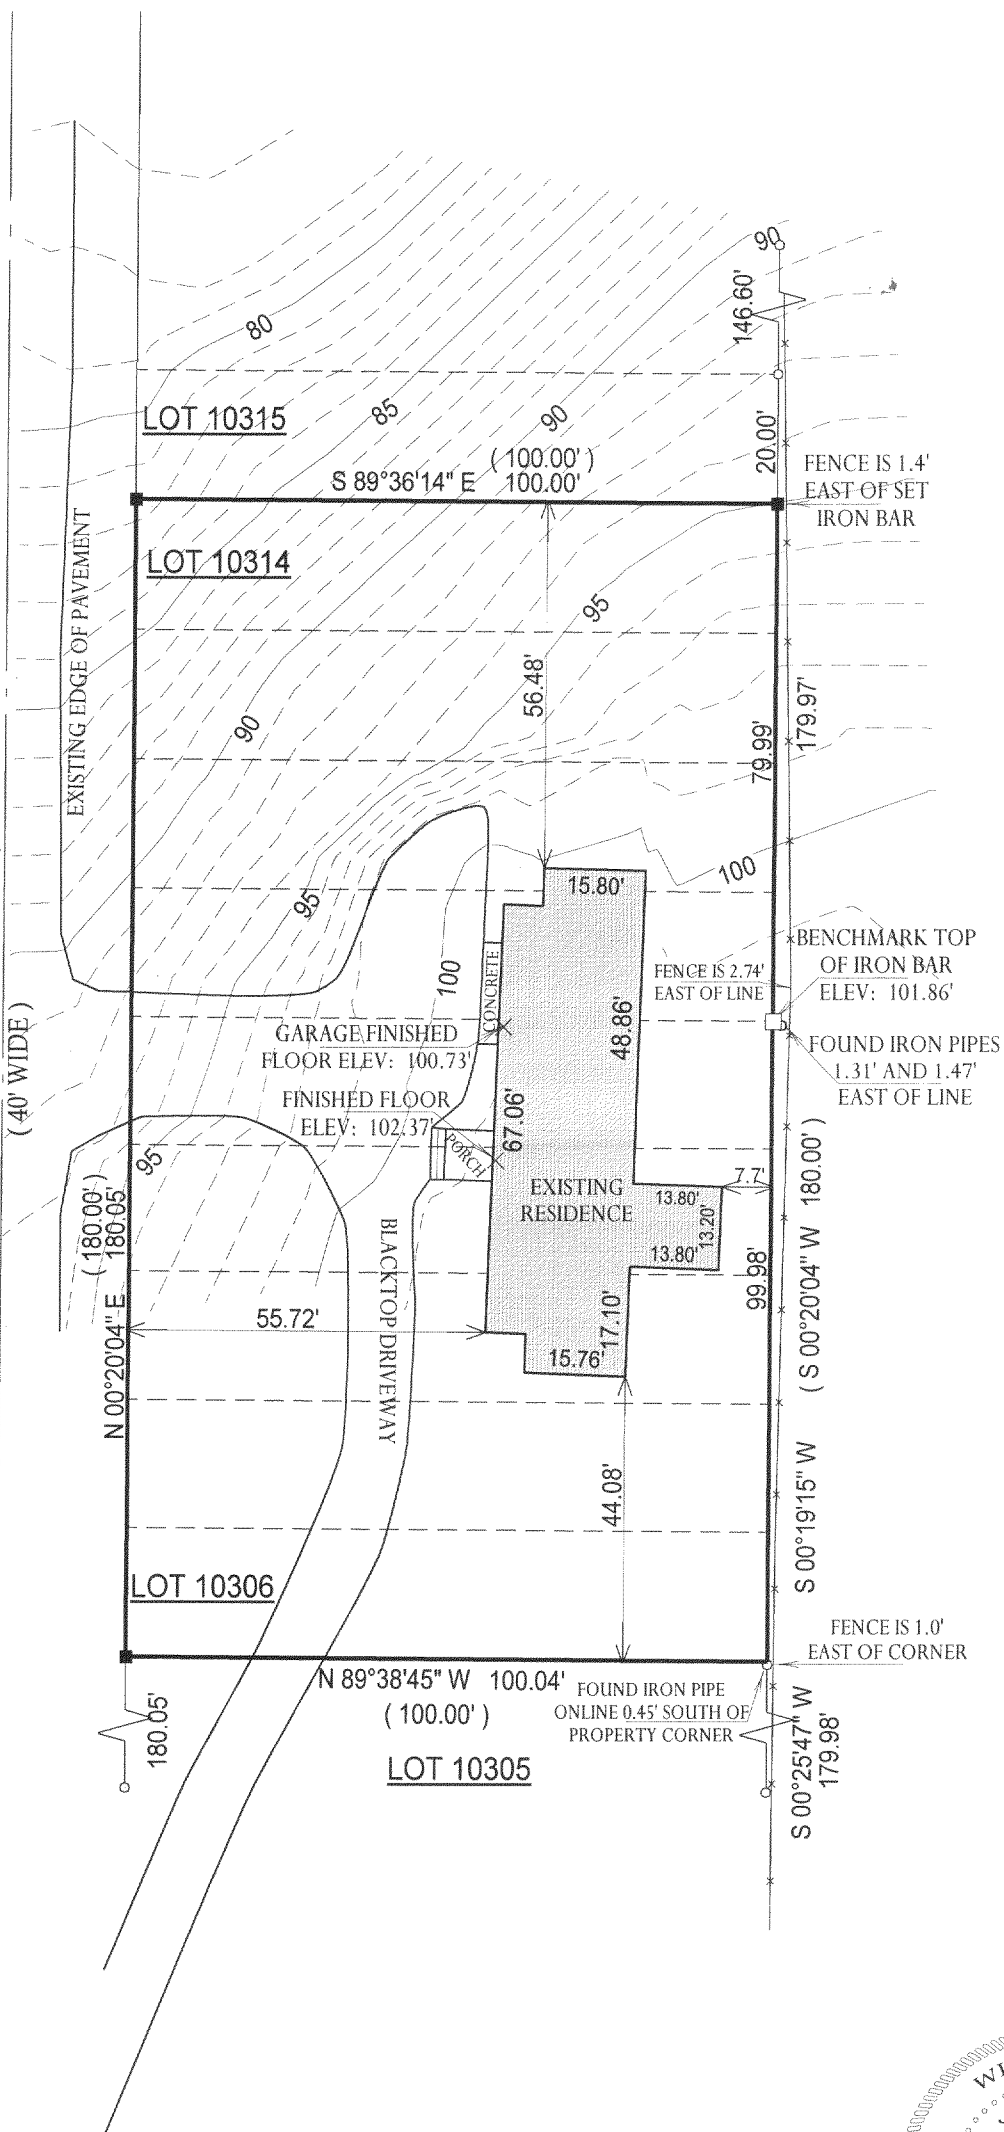 90
146.60'
80
LOT 10315
85
90
20.00'
( 100.00' )
S 89°36'14" E 100.00'
FENCE IS 1.4'
EAST OF SET
IRON BAR
LOT 10314
EXISTING EDGE OF PAVEMENT
95
56.48'
90
79.99'
179.97'
100
15.80'
95
100
CONCRETE
FENCE IS 2.74'
EAST OF LINE
BENCHMARK TOP
OF IRON BAR
ELEV: 101.86'
48.86'
( 40' WIDE )
GARAGE FINISHED
FLOOR ELEV: 100.73'
FOUND IRON PIPES
1.31' AND 1.47'
EAST OF LINE
FINISHED FLOOR
ELEV: 102.37'
67.06'
PORCH
95
EXISTING
RESIDENCE
7.7'
13.80'
13.20'
13.80'
( 180.00' )
N 00°20'04" E 180.05'
BLACKTOP DRIVEWAY
99.98'
S 00°19'15" W ( S 00°20'04" W 180.00' )
55.72'
17.10'
15.76'
44.08'
LOT 10306
FENCE IS 1.0'
EAST OF CORNER
N 89°38'45" W 100.04'
( 100.00' )
FOUND IRON PIPE
ONLINE 0.45' SOUTH OF
PROPERTY CORNER
180.05'
S 00°25'47" W
179.98'
LOT 10305